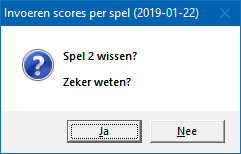 Invoeren scores per spel (2019-01-22)
Spel 2 wissen?
Zeker weten?
Ja
Nee